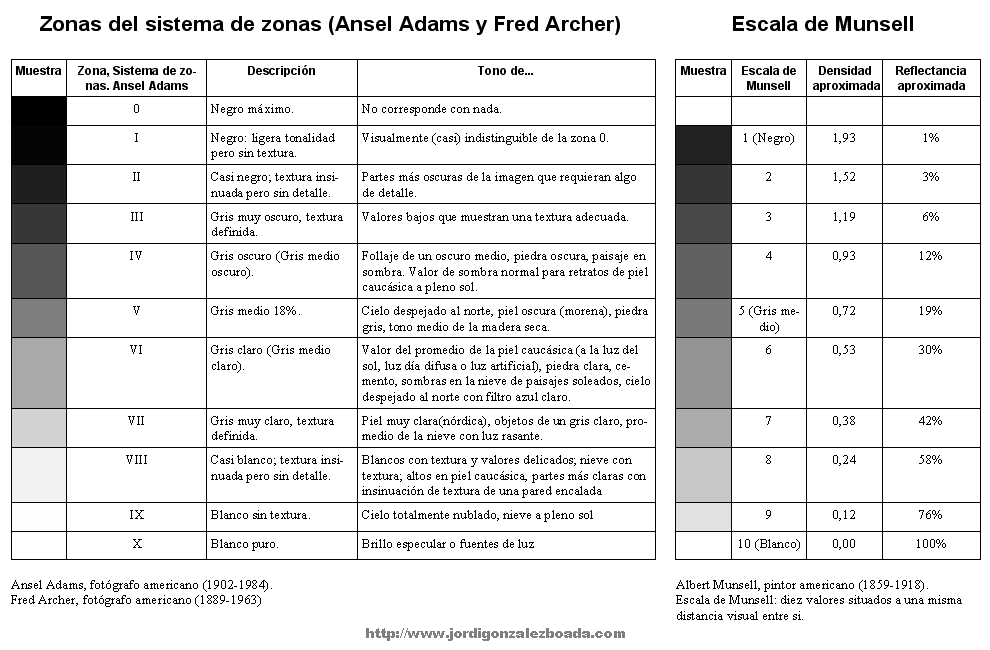 Zonas del sistema de zonas (Ansel Adams y Fred Archer)
Muestra
Zona, Sistema de zo-
nas. Ansel Adams
Descripción
Tono de...
0
Negro máximo.
No corresponde con nada.
I
Negro: ligera tonalidad
pero sin textura.
Visualmente (casi) indistinguible de la zona 0.
II
Casi negro; textura insi-
nuada pero sin detalle.
Partes más oscuras de la imagen que requieran algo
de detalle.
III
Gris muy oscuro, textura
definida.
Valores bajos que muestran una textura adecuada.
IV
Gris oscuro (Gris medio
oscuro).
Follaje de un oscuro medio, piedra oscura, paisaje en
sombra. Valor de sombra normal para retratos de piel
caucásica a pleno sol.
V
Gris medio 18%.
Cielo despejado al norte, piel oscura (morena), piedra
gris, tono medio de la madera seca.
VI
Gris claro (Gris medio
claro).
Valor del promedio de la piel caucásica (a la luz del
sol, luz día difusa o luz artificial), piedra clara, ce-
mento, sombras en la nieve de paisajes soleados, cielo
despejado al norte con filtro azul claro.
VII
Gris muy claro, textura
definida.
Piel muy clara(nórdica), objetos de un gris claro, pro-
medio de la nieve con luz rasante.
VIII
Casi blanco; textura insi-
nuada pero sin detalle.
Blancos con textura y valores delicados; nieve con
textura; altos en piel caucásica, partes más claras con
insinuación de textura de una pared encalada
IX
Blanco sin textura.
Cielo totalmente nublado, nieve a pleno sol
X
Blanco puro.
Brillo especular o fuentes de luz
Ansel Adams, fotógrafo americano (1902-1984).
Fred Archer, fotógrafo americano (1889-1963)
Escala de Munsell
Muestra
Escala de
Munsell
Densidad
aproximada
Reflectancia
aproximada
1 (Negro)
1,93
1%
2
1,52
3%
3
1,19
6%
4
0,93
12%
5 (Gris me-
dio)
0,72
19%
6
0,53
30%
7
0,38
42%
8
0,24
58%
9
0,12
76%
10 (Blanco)
0,00
100%
Albert Munsell, pintor americano (1859-1918).
Escala de Munsell: diez valores situados a una misma
distancia visual entre si.
http://www.jordigonzalezboada.com